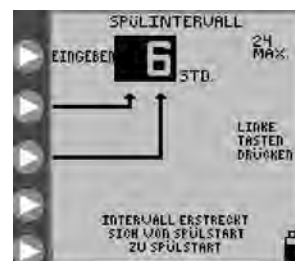 SPÜLINTERVALL
24
MAX.
EINGEBEN 6 STD.
LINKE
TASTEN
DRÜCKEN
INTERVALL ERSTRECKT
SICH VON SPÜLSTART
ZU SPÜLSTART